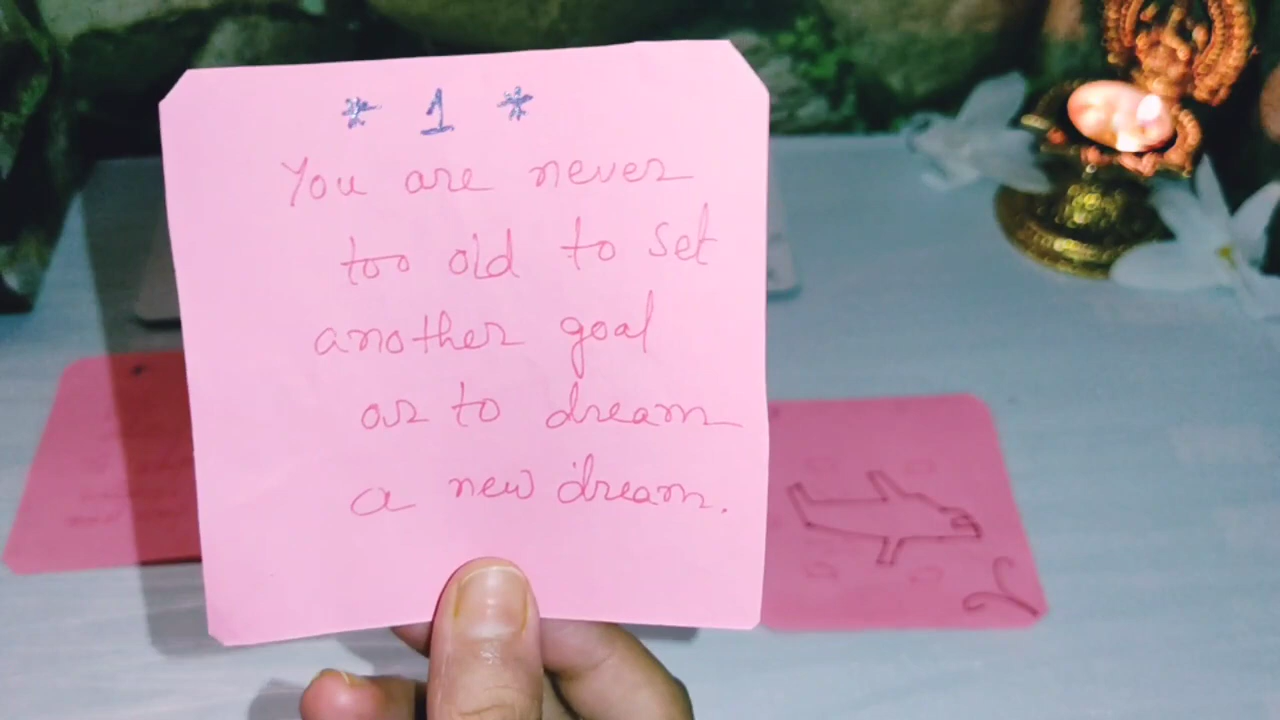 * 1 *
You are never
too old to set
another goal
or to dream
a new dream.